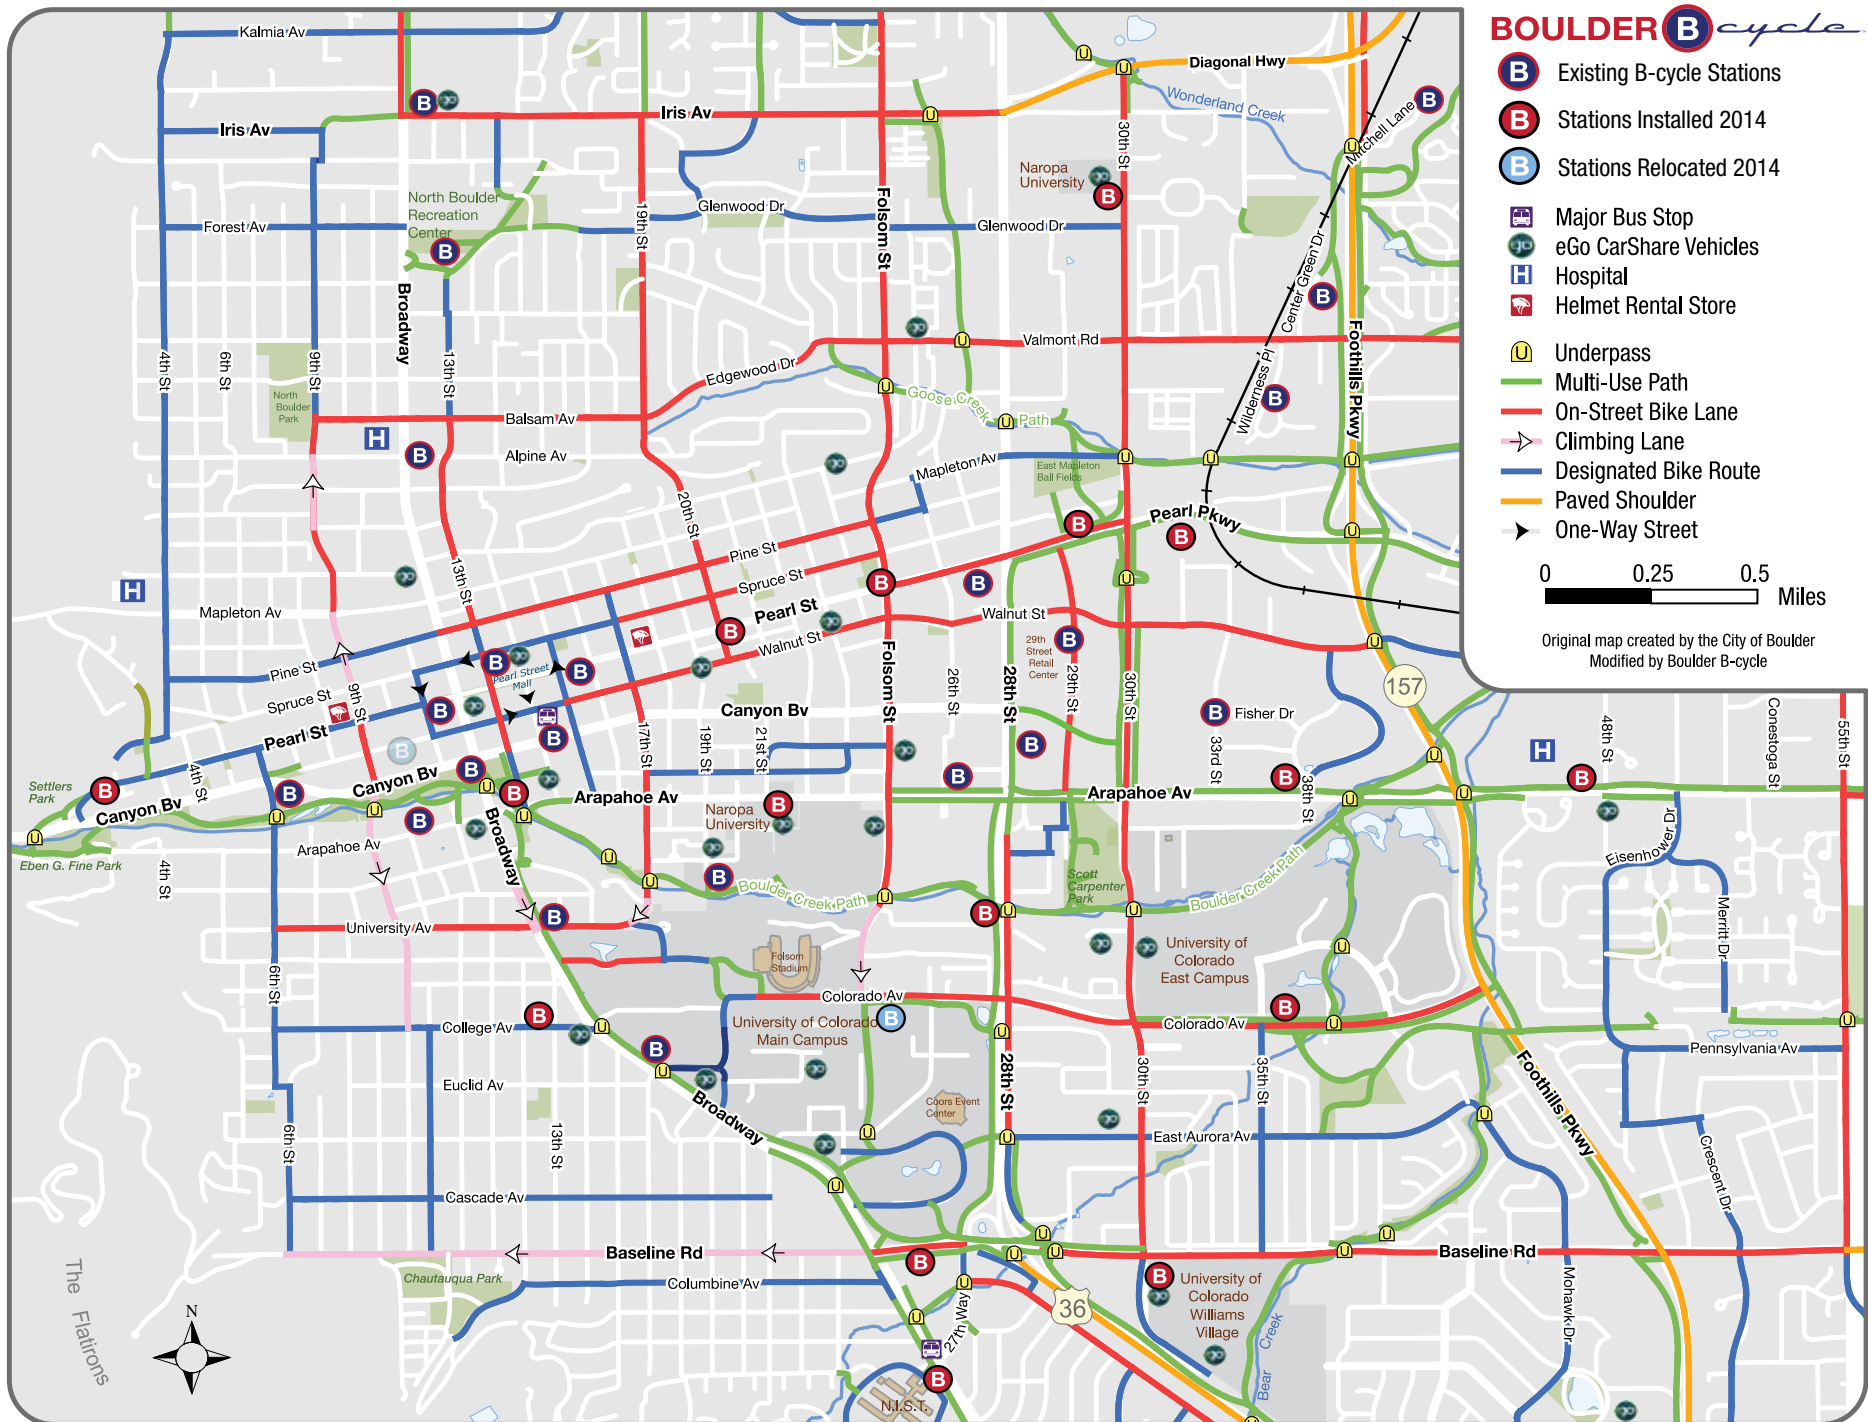 BOULDER B cycle
B Existing B-cycle Stations
B Stations Installed 2014
B Stations Relocated 2014
Major Bus Stop
go eGo CarShare Vehicles
H Hospital
Helmet Rental Store
U Underpass
Multi-Use Path
On-Street Bike Lane
Climbing Lane
Designated Bike Route
Paved Shoulder
One-Way Street
0 0.25 0.5
Miles
Original map created by the City of Boulder
Modified by Boulder B-cycle
Kalmia Av
Diagonal Hwy
Wonderland Creek
Mitchell Lane
Iris Av
Iris Av
30th St
Naropa
University
North Boulder
Recreation
Center
Forest Av
Glenwood Dr
Glenwood Dr
19th St
Folsom St
Center Green Dr
Broadway
Valmont Rd
Foothills Pkwy
4th St
6th St
9th St
13th St
Edgewood Dr
Wilderness Pl
North
Boulder
Park
Goose Creek
Path
Balsam Av
Alpine Av
Mapleton Av
East Mapleton
Ball Fields
20th St
Pearl Pkwy
Pine St
13th St
Spruce St
Mapleton Av
Pearl St
Walnut St
Walnut St
29th
Street
Retail
Center
Pine St
Pearl Street
Mall
Spruce St
9th St
Folsom St
26th St
28th St
29th St
30th St
157
Canyon Bv
Fisher Dr
Pearl St
17th St
19th St
21st St
33rd St
48th St
Conestoga St
55th St
4th St
Canyon Bv
Settlers
Park
Canyon Bv
Arapahoe Av
Arapahoe Av
38th St
Naropa
University
Broadway
Arapahoe Av
Eben G. Fine Park
4th St
Eisenhower Dr
Boulder Creek Path
Scott
Carpenter
Park
Boulder Creek Path
Merritt Dr
University Av
Folsom
Stadium
University of
Colorado
East Campus
6th St
Colorado Av
College Av
University of Colorado
Main Campus
Colorado Av
Pennsylvania Av
28th St
30th St
35th St
Foothills Pkwy
Euclid Av
Broadway
Coors Event
Center
6th St
13th St
East Aurora Av
Crescent Dr
Cascade Av
Baseline Rd
Baseline Rd
Chautauqua Park
Columbine Av
27th Way
36
University of
Colorado
Williams
Village
Mohawk Dr
Bear Creek
The Flatirons
N
N.I.S.T.